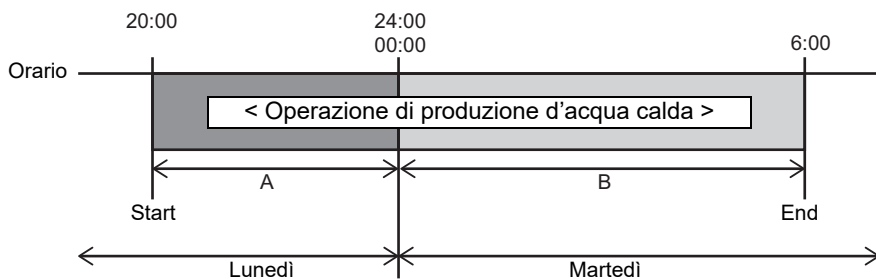 20:00
24:00
00:00
6:00
Orario
< Operazione di produzione d'acqua calda >
A
B
Start
End
Lunedì
Martedì